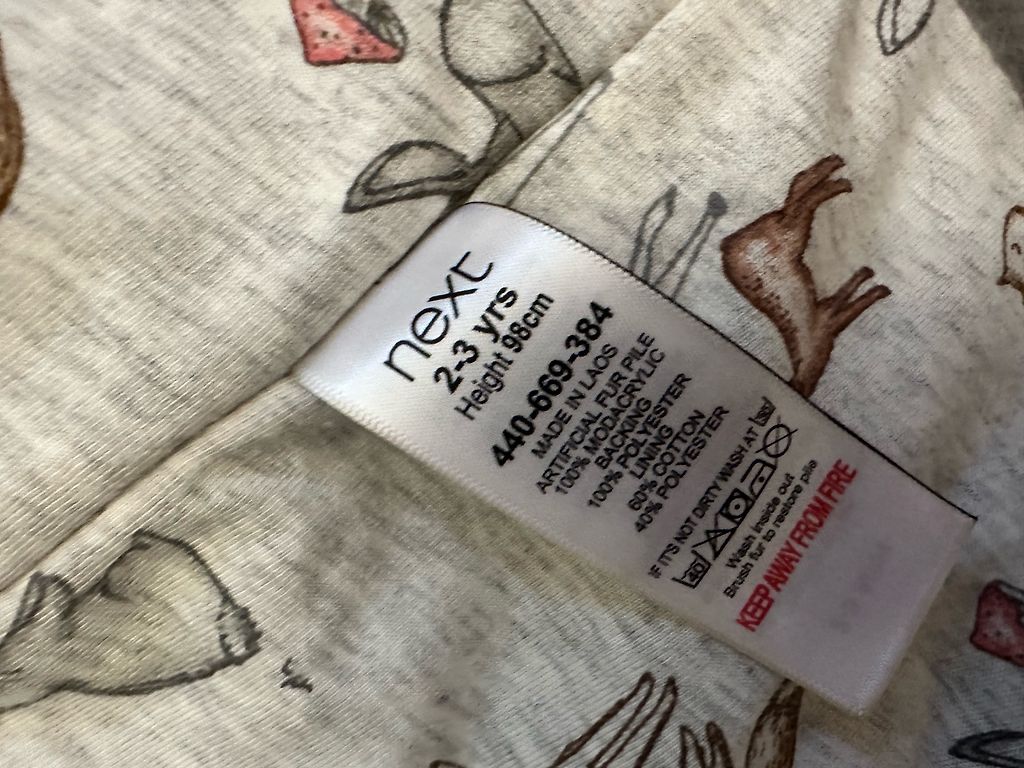 next
2-3 yrs
Height 98cm
440-669-384
MADE IN LAOS
ARTIFICIAL FUR PILE
100% MODACRYLIC
BACKING
100% POLYESTER
LINING
60% COTTON
40% POLYESTER
IF IT'S NOT DIRTY WASH AT 30°
40°
Wash inside out
Brush fur to restore pile
KEEP AWAY FROM FIRE